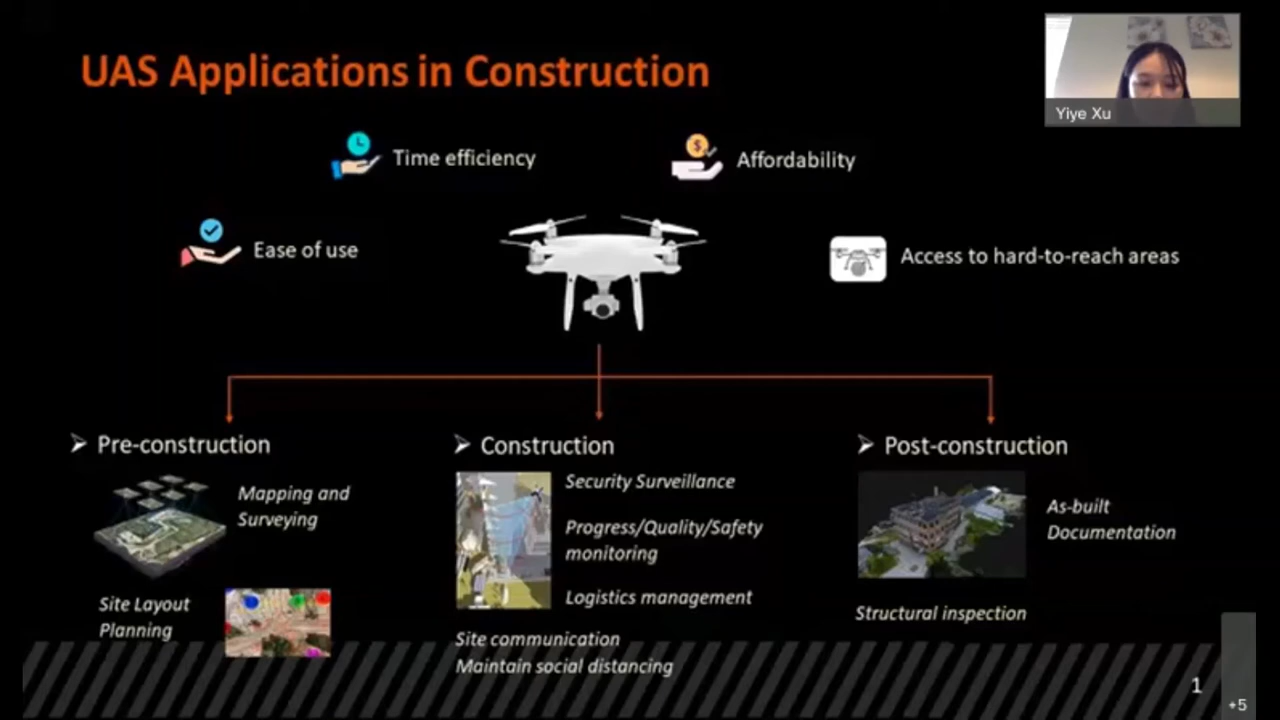 UAS Applications in Construction
Yiye Xu
Time efficiency
Affordability
Ease of use
Access to hard-to-reach areas
Pre-construction
Mapping and
Surveying
Site Layout
Planning
Construction
Security Surveillance
Progress/Quality/Safety
monitoring
Logistics management
Site communication
Maintain social distancing
Post-construction
As-built
Documentation
Structural inspection
1
+5